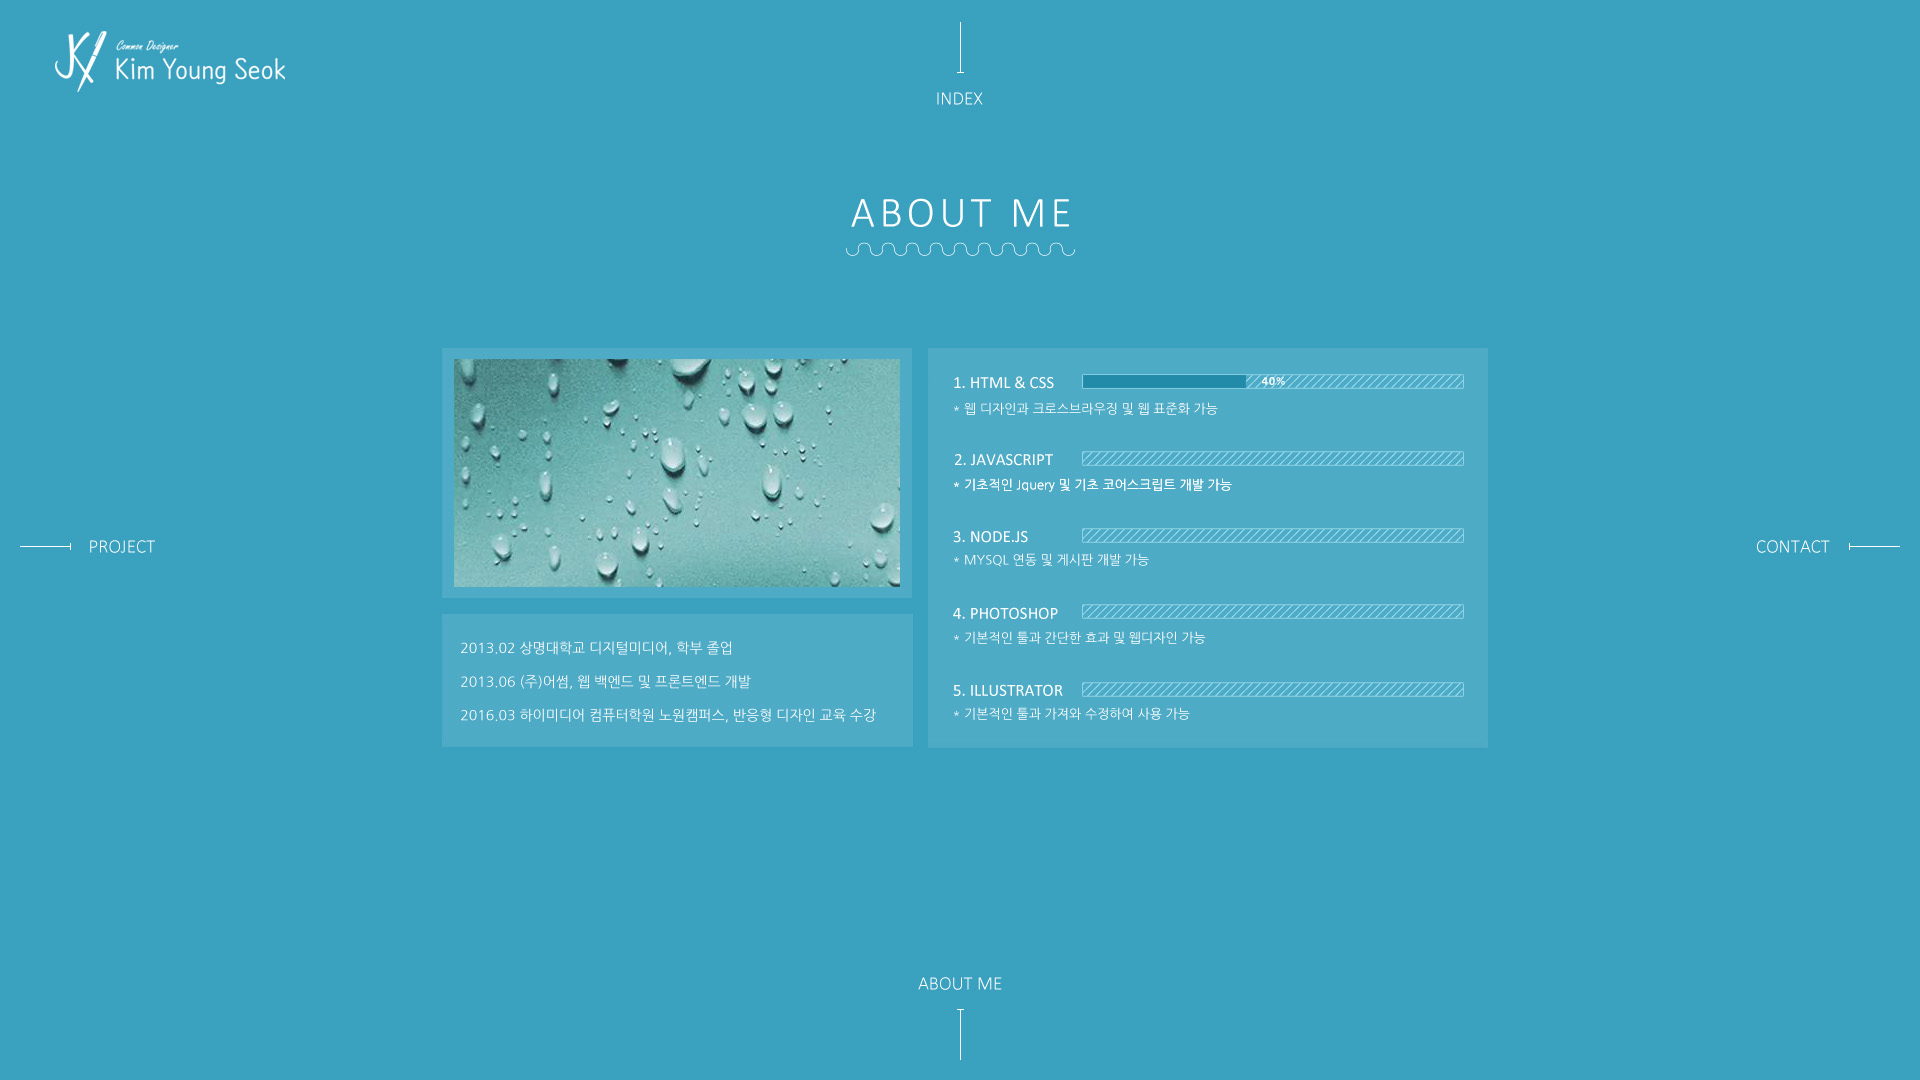 Common Designer
Kim Young Seok
INDEX
ABOUT ME
PROJECT
CONTACT
2013.02 상명대학교 디지털미디어, 학부 졸업
2013.06 (주)어썸, 웹 백엔드 및 프론트엔드 개발
2016.03 하이미디어 컴퓨터학원 노원캠퍼스, 반응형 디자인 교육 수강
1. HTML & CSS 40%
* 웹 디자인과 크로스브라우징 및 웹 표준화 가능
2. JAVASCRIPT
* 기초적인 Jquery 및 기초 코어스크립트 개발 가능
3. NODE.JS
* MYSQL 연동 및 게시판 개발 가능
4. PHOTOSHOP
* 기본적인 툴과 간단한 효과 및 웹디자인 가능
5. ILLUSTRATOR
* 기본적인 툴과 가져와 수정하여 사용 가능
ABOUT ME